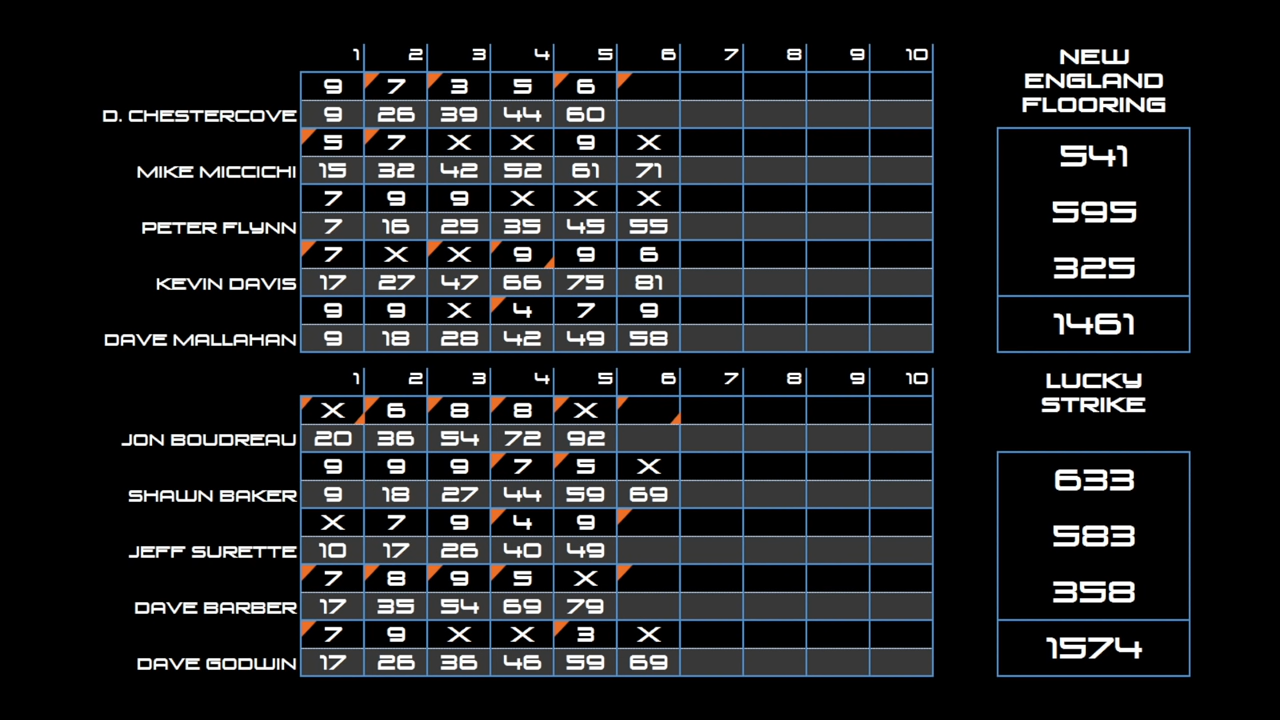 1 2 3 4 5 6 7 8 9 10
9 7 3 5 6
D. CHESTERCOVE 9 26 39 44 60
5 7 X X 9 X
MIKE MICCICHI 15 32 42 52 61 71
7 9 9 X X X
PETER FLYNN 7 16 25 35 45 55
7 X X 9 9 6
KEVIN DAVIS 17 27 47 66 75 81
9 9 X 4 7 9
DAVE MALLAHAN 9 18 28 42 49 58
NEW
ENGLAND
FLOORING
541
595
325
1461
1 2 3 4 5 6 7 8 9 10
X 6 8 8 X
JON BOUDREAU 20 36 54 72 92
9 9 9 7 5 X
SHAWN BAKER 9 18 27 44 59 69
X 7 9 4 9
JEFF SURETTE 10 17 26 40 49
7 8 9 5 X
DAVE BARBER 17 35 54 69 79
7 9 X X 3 X
DAVE GODWIN 17 26 36 46 59 69
LUCKY
STRIKE
633
583
358
1574